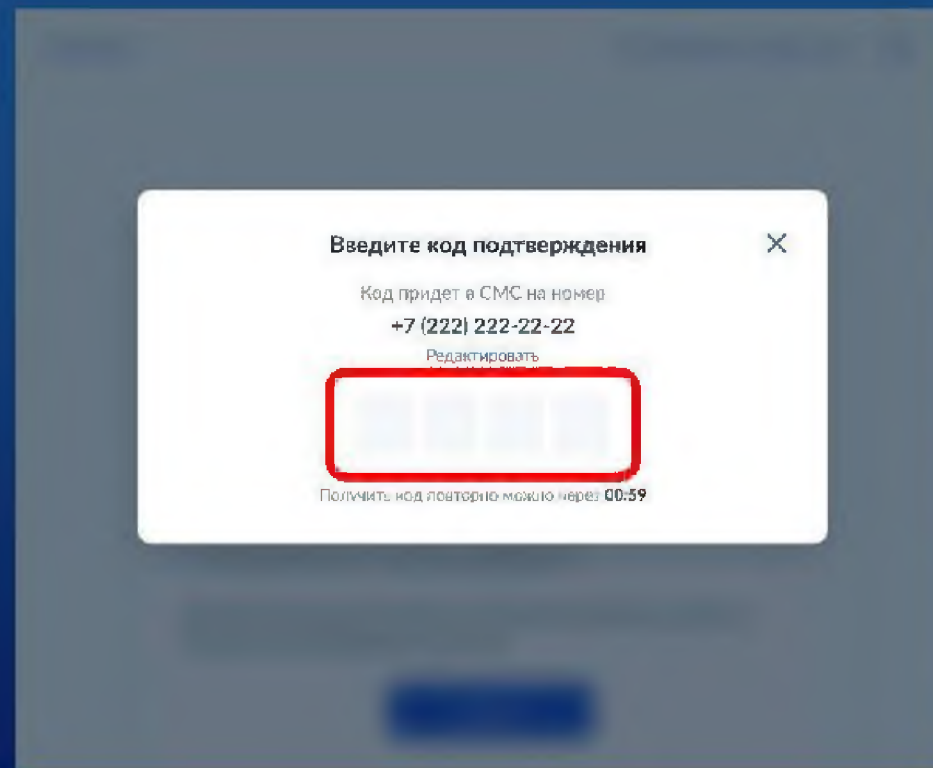 Введите код подтверждения
Код придет в СМС на номер
+7 (222) 222-22-22
Редактировать
Получить код повторно можно через 00:59